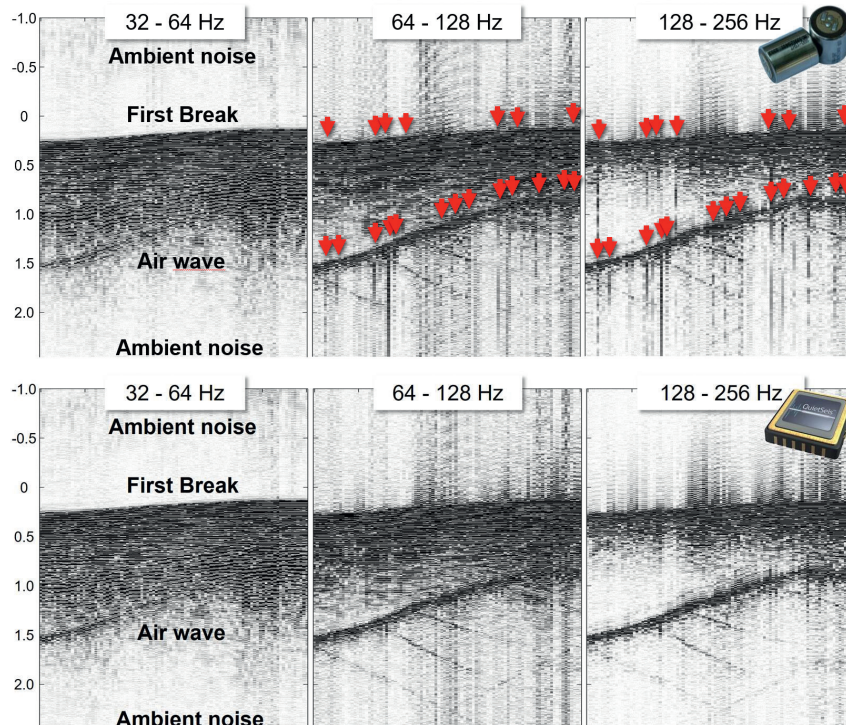 32 - 64 Hz
64 - 128 Hz
128 - 256 Hz
-1.0
Ambient noise
-0.5
First Break
0
0.5
1.0
Air wave
1.5
2.0
Ambient noise
32 - 64 Hz
64 - 128 Hz
128 - 256 Hz
-1.0
QuietSeis
Ambient noise
-0.5
First Break
0
0.5
1.0
Air wave
1.5
2.0
Ambient noise